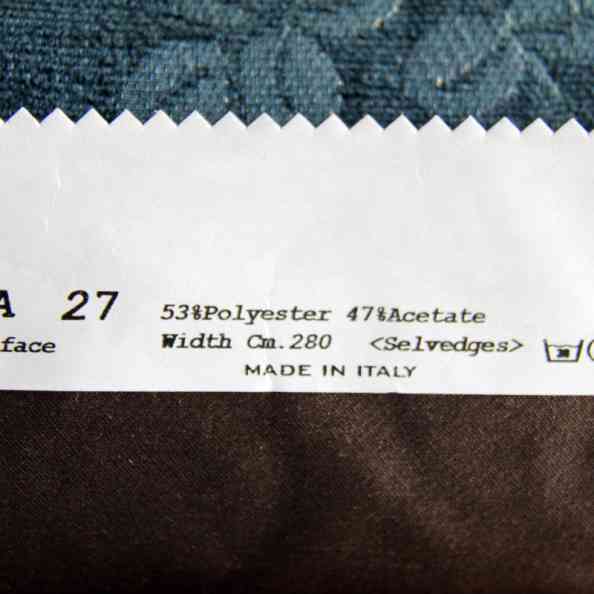 A 27
face
53%Polyester 47%Acetate
Width Cm.280 <Selvedges>
MADE IN ITALY